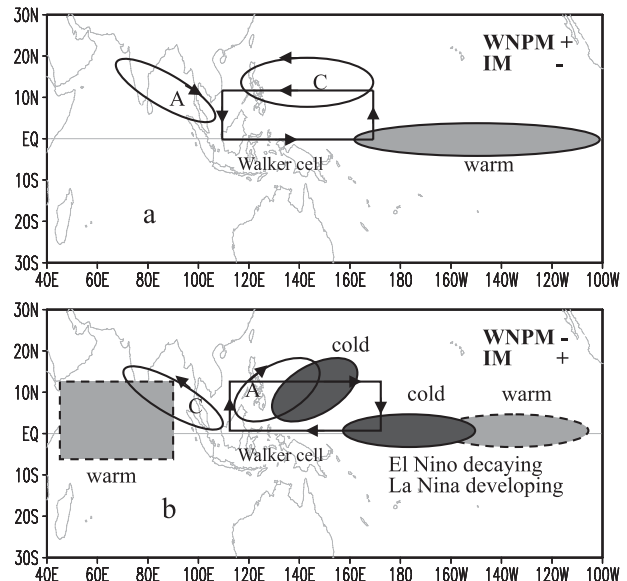 30N
WNPM +
20N
IM -
C
A
10N
EQ
Walker cell
warm
10S
a
20S
30S
40E 60E 80E 100E 120E 140E 160E 180E 160W 140W 120W 100W
30N
WNPM -
cold
20N
IM +
A
10N
C
cold warm
EQ
Walker cell
El Nino decaying
warm
La Nina developing
10S
b
20S
30S
40E 60E 80E 100E 120E 140E 160E 180E 160W 140W 120W 100W